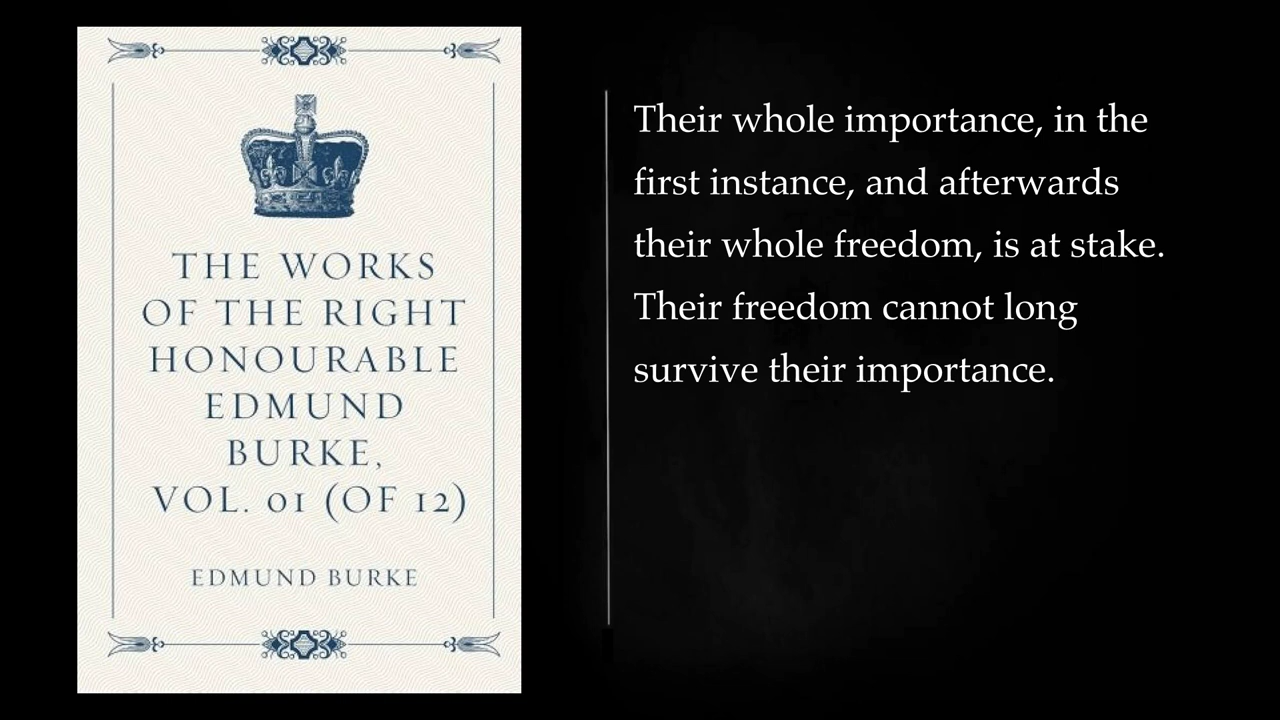 THE WORKS
OF THE RIGHT
HONOURABLE
EDMUND
BURKE,
VOL. 01 (OF 12)
EDMUND BURKE
Their whole importance, in the
first instance, and afterwards
their whole freedom, is at stake.
Their freedom cannot long
survive their importance.